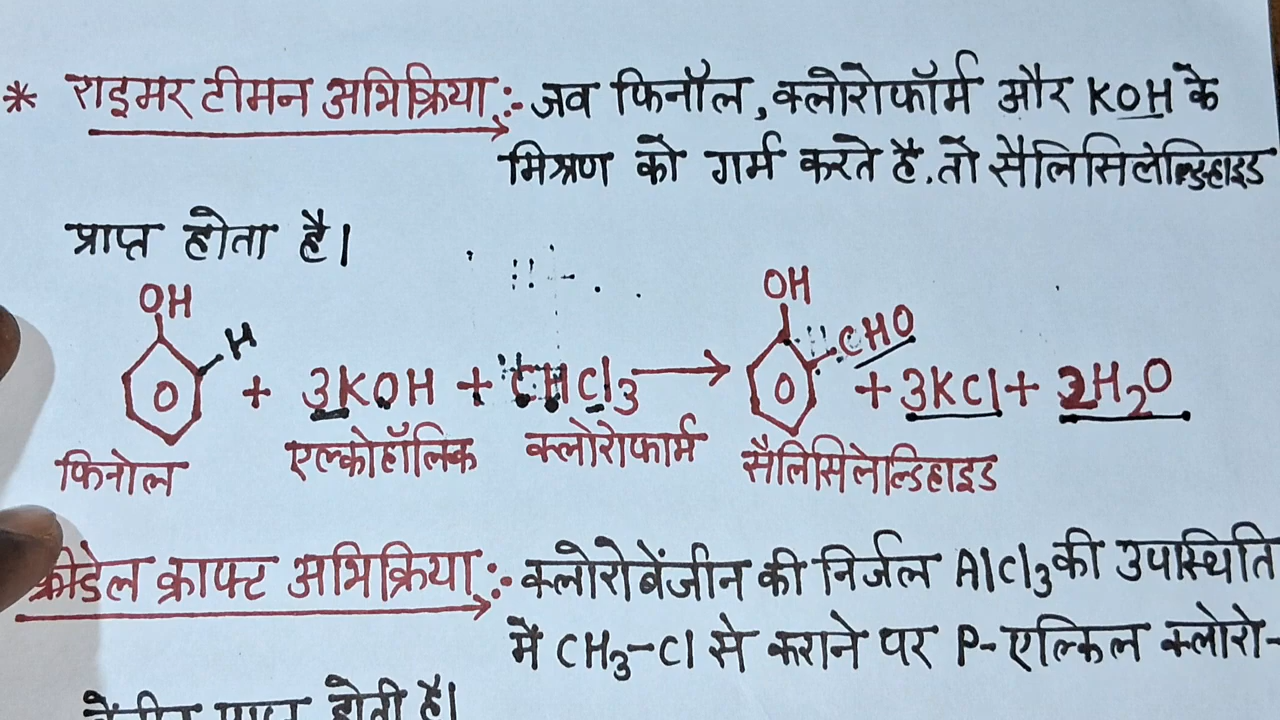 * राइमर टीमन अभिक्रिया:- जब फिनॉल, क्लोरोफॉर्म और KOH के
मिश्रण को गर्म करते है. तो सैलिसिलेल्डिहाइड
प्राप्त होता है।
OH H + 3KOH + CHCl3 → OH CHO + 3KCl + 2H2O
फिनोल एल्कोहॉलिक क्लोरोफार्म सैलिसिलेल्डिहाइड
फ्रीडेल क्राफ्ट अभिक्रिया:- क्लोरोबेंजीन की निर्जल AlCl3 की उपस्थिति
मै CH3-Cl से कराने पर P- एल्किल क्लोरो-
होती है।